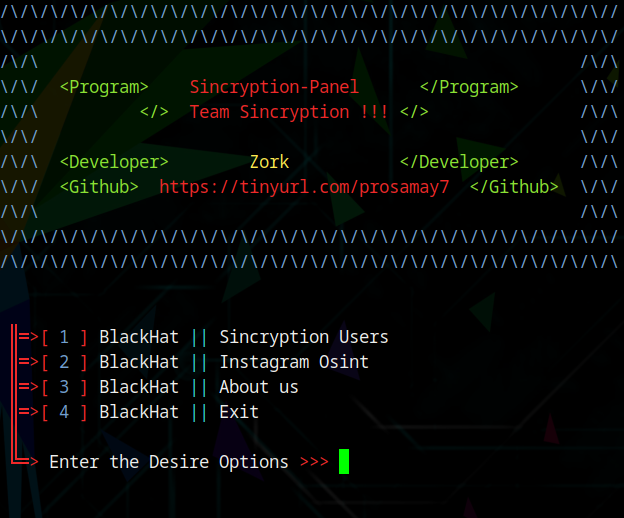 /\/\/\/\/\/\/\/\/\/\/\/\/\/\/\/\/\/\/\/\/\/\/\/\/\/\/\/\/\/\//
\/\/\/\/\/\/\/\/\/\/\/\/\/\/\/\/\/\/\/\/\/\/\/\/\/\/\/\/\/\/\/
/\/\ /\/\
\/\/ <Program> Sincryption-Panel </Program> \/\/
/\/\ </> Team Sincryption !!! </> /\/\
\/\/ \/\/
/\/\ <Developer> Zork </Developer> /\/\
\/\/ <Github> https://tinyurl.com/prosamay7 </Github> \/\/
/\/\ /\/\
\/\/\/\/\/\/\/\/\/\/\/\/\/\/\/\/\/\/\/\/\/\/\/\/\/\/\/\/\/\/\/
/\/\/\/\/\/\/\/\/\/\/\/\/\/\/\/\/\/\/\/\/\/\/\/\/\/\/\/\/\/\/\
=>[ 1 ] BlackHat || Sincryption Users
=>[ 2 ] BlackHat || Instagram Osint
=>[ 3 ] BlackHat || About us
=>[ 4 ] BlackHat || Exit
> Enter the Desire Options >>>